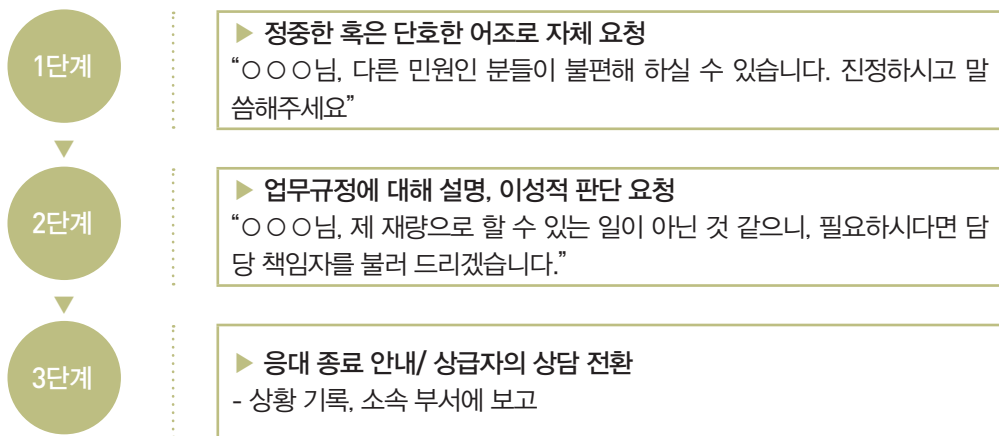 1단계
▶ 정중한 혹은 단호한 어조로 자체 요청
“○○○님, 다른 민원인 분들이 불편해 하실 수 있습니다. 진정하시고 말
씀해주세요”
▼
2단계
▶ 업무규정에 대해 설명, 이성적 판단 요청
“○○○님, 제 재량으로 할 수 있는 일이 아닌 것 같으니, 필요하시다면 담
당 책임자를 불러 드리겠습니다.”
▼
3단계
▶ 응대 종료 안내/ 상급자의 상담 전환
- 상황 기록, 소속 부서에 보고